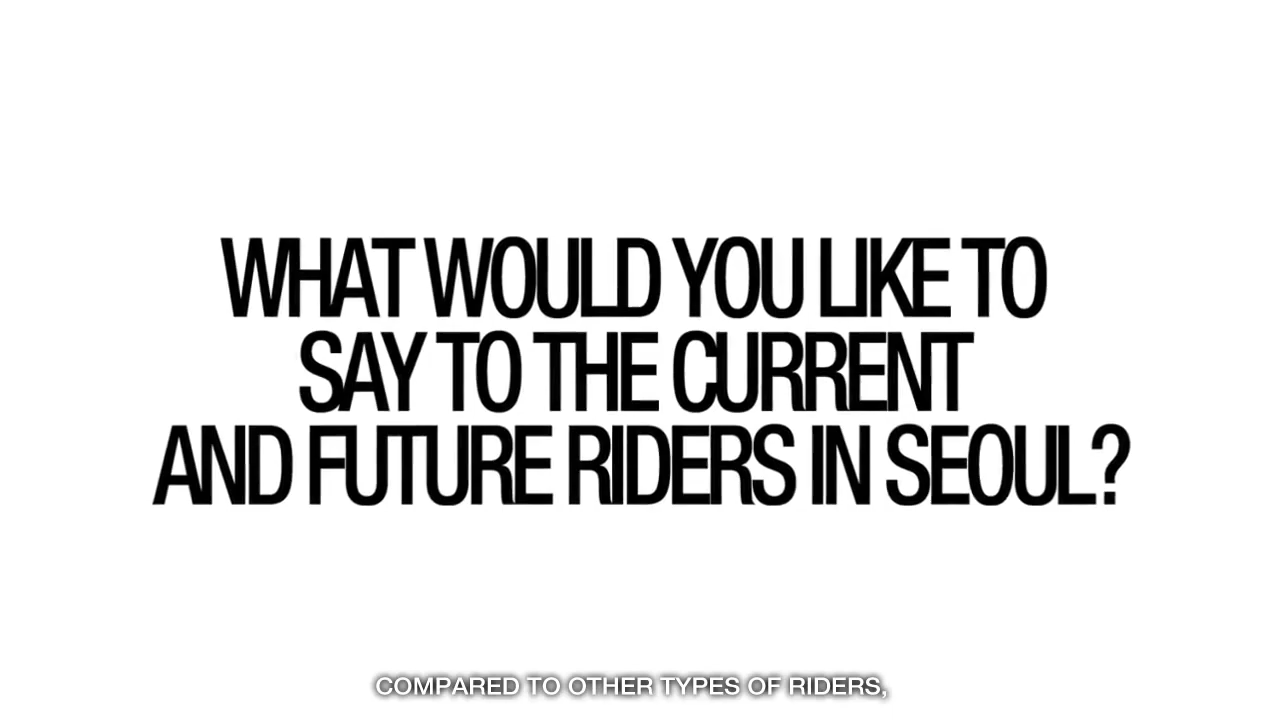 WHAT WOULD YOU LIKE TO
SAY TO THE CURRENT
AND FUTURE RIDERS IN SEOUL?
COMPARED TO OTHER TYPES OF RIDERS,